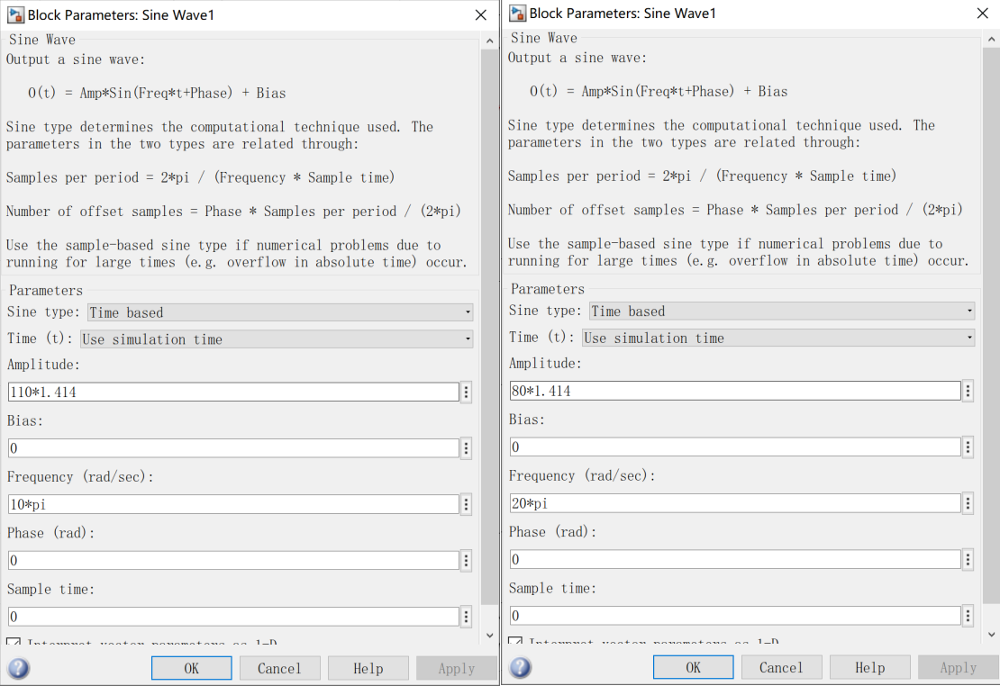 Block Parameters: Sine Wave1
Sine Wave
Output a sine wave:
O(t) = Amp*Sin(Freq*t+Phase) + Bias
Sine type determines the computational technique used. The
parameters in the two types are related through:
Samples per period = 2*pi / (Frequency * Sample time)
Number of offset samples = Phase * Samples per period / (2*pi)
Use the sample-based sine type if numerical problems due to
running for large times (e.g. overflow in absolute time) occur.
Parameters
Sine type: Time based
Time (t): Use simulation time
Amplitude:
110*1.414
Bias:
0
Frequency (rad/sec):
10*pi
Phase (rad):
0
Sample time:
0
Interpret vector parameters as 1-D
OK Cancel Help Apply
Block Parameters: Sine Wave1
Sine Wave
Output a sine wave:
O(t) = Amp*Sin(Freq*t+Phase) + Bias
Sine type determines the computational technique used. The
parameters in the two types are related through:
Samples per period = 2*pi / (Frequency * Sample time)
Number of offset samples = Phase * Samples per period / (2*pi)
Use the sample-based sine type if numerical problems due to
running for large times (e.g. overflow in absolute time) occur.
Parameters
Sine type: Time based
Time (t): Use simulation time
Amplitude:
80*1.414
Bias:
0
Frequency (rad/sec):
20*pi
Phase (rad):
0
Sample time:
0
Interpret vector parameters as 1-D
OK Cancel Help Apply